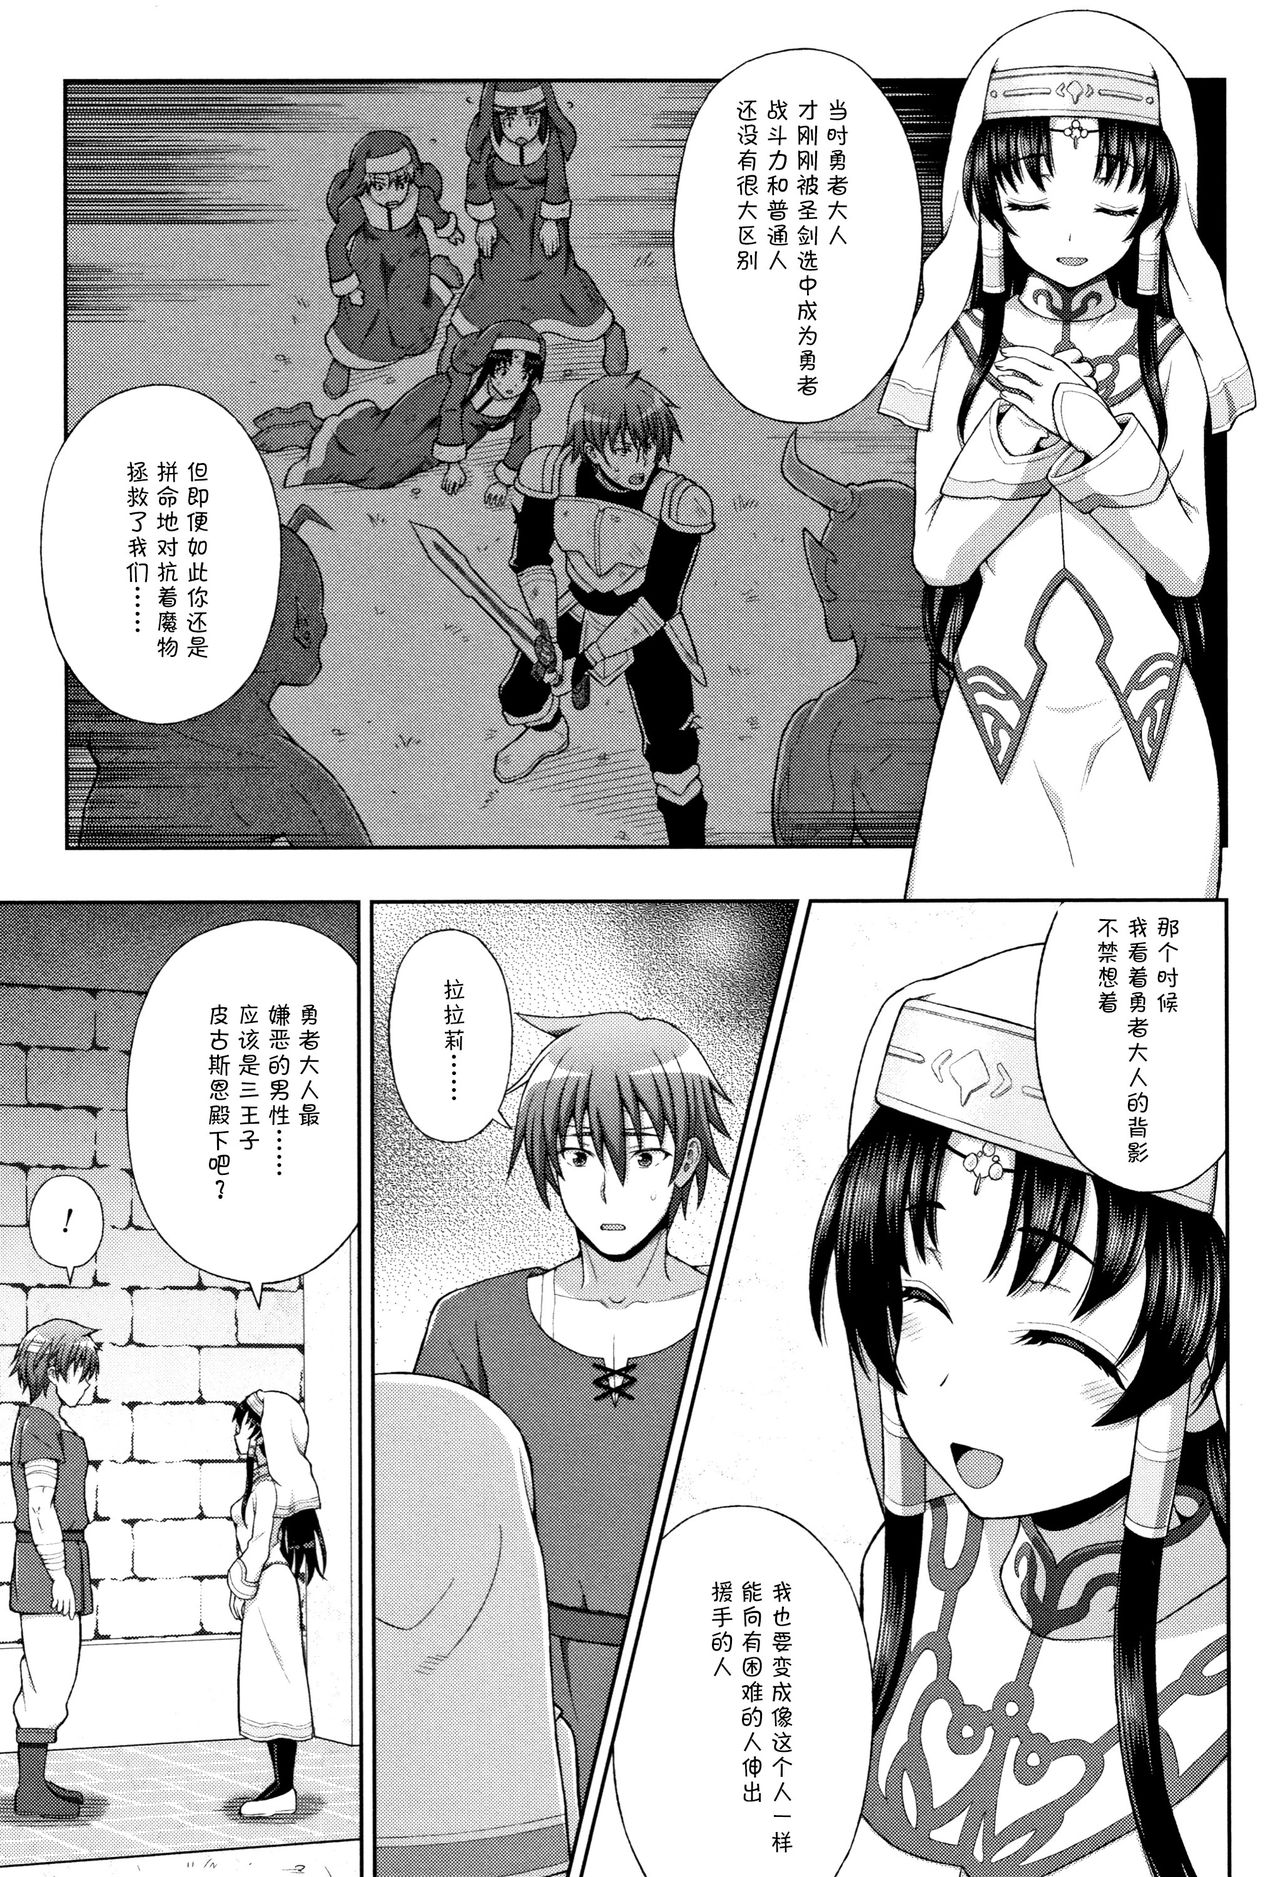 当时勇者大人
才刚刚被圣剑选中成为勇者
战斗力和普通人
还没有很大区别
但即便如此你还是
拼命地对抗着魔物
拯救了我们……
那个时候
我看着勇者大人的背影
不禁想着
我也要变成像这个人一样
能向有困难的人伸出
援手的人
拉拉莉……
勇者大人最
嫌恶的男性……
应该是三王子
皮古斯恩殿下吧？
！